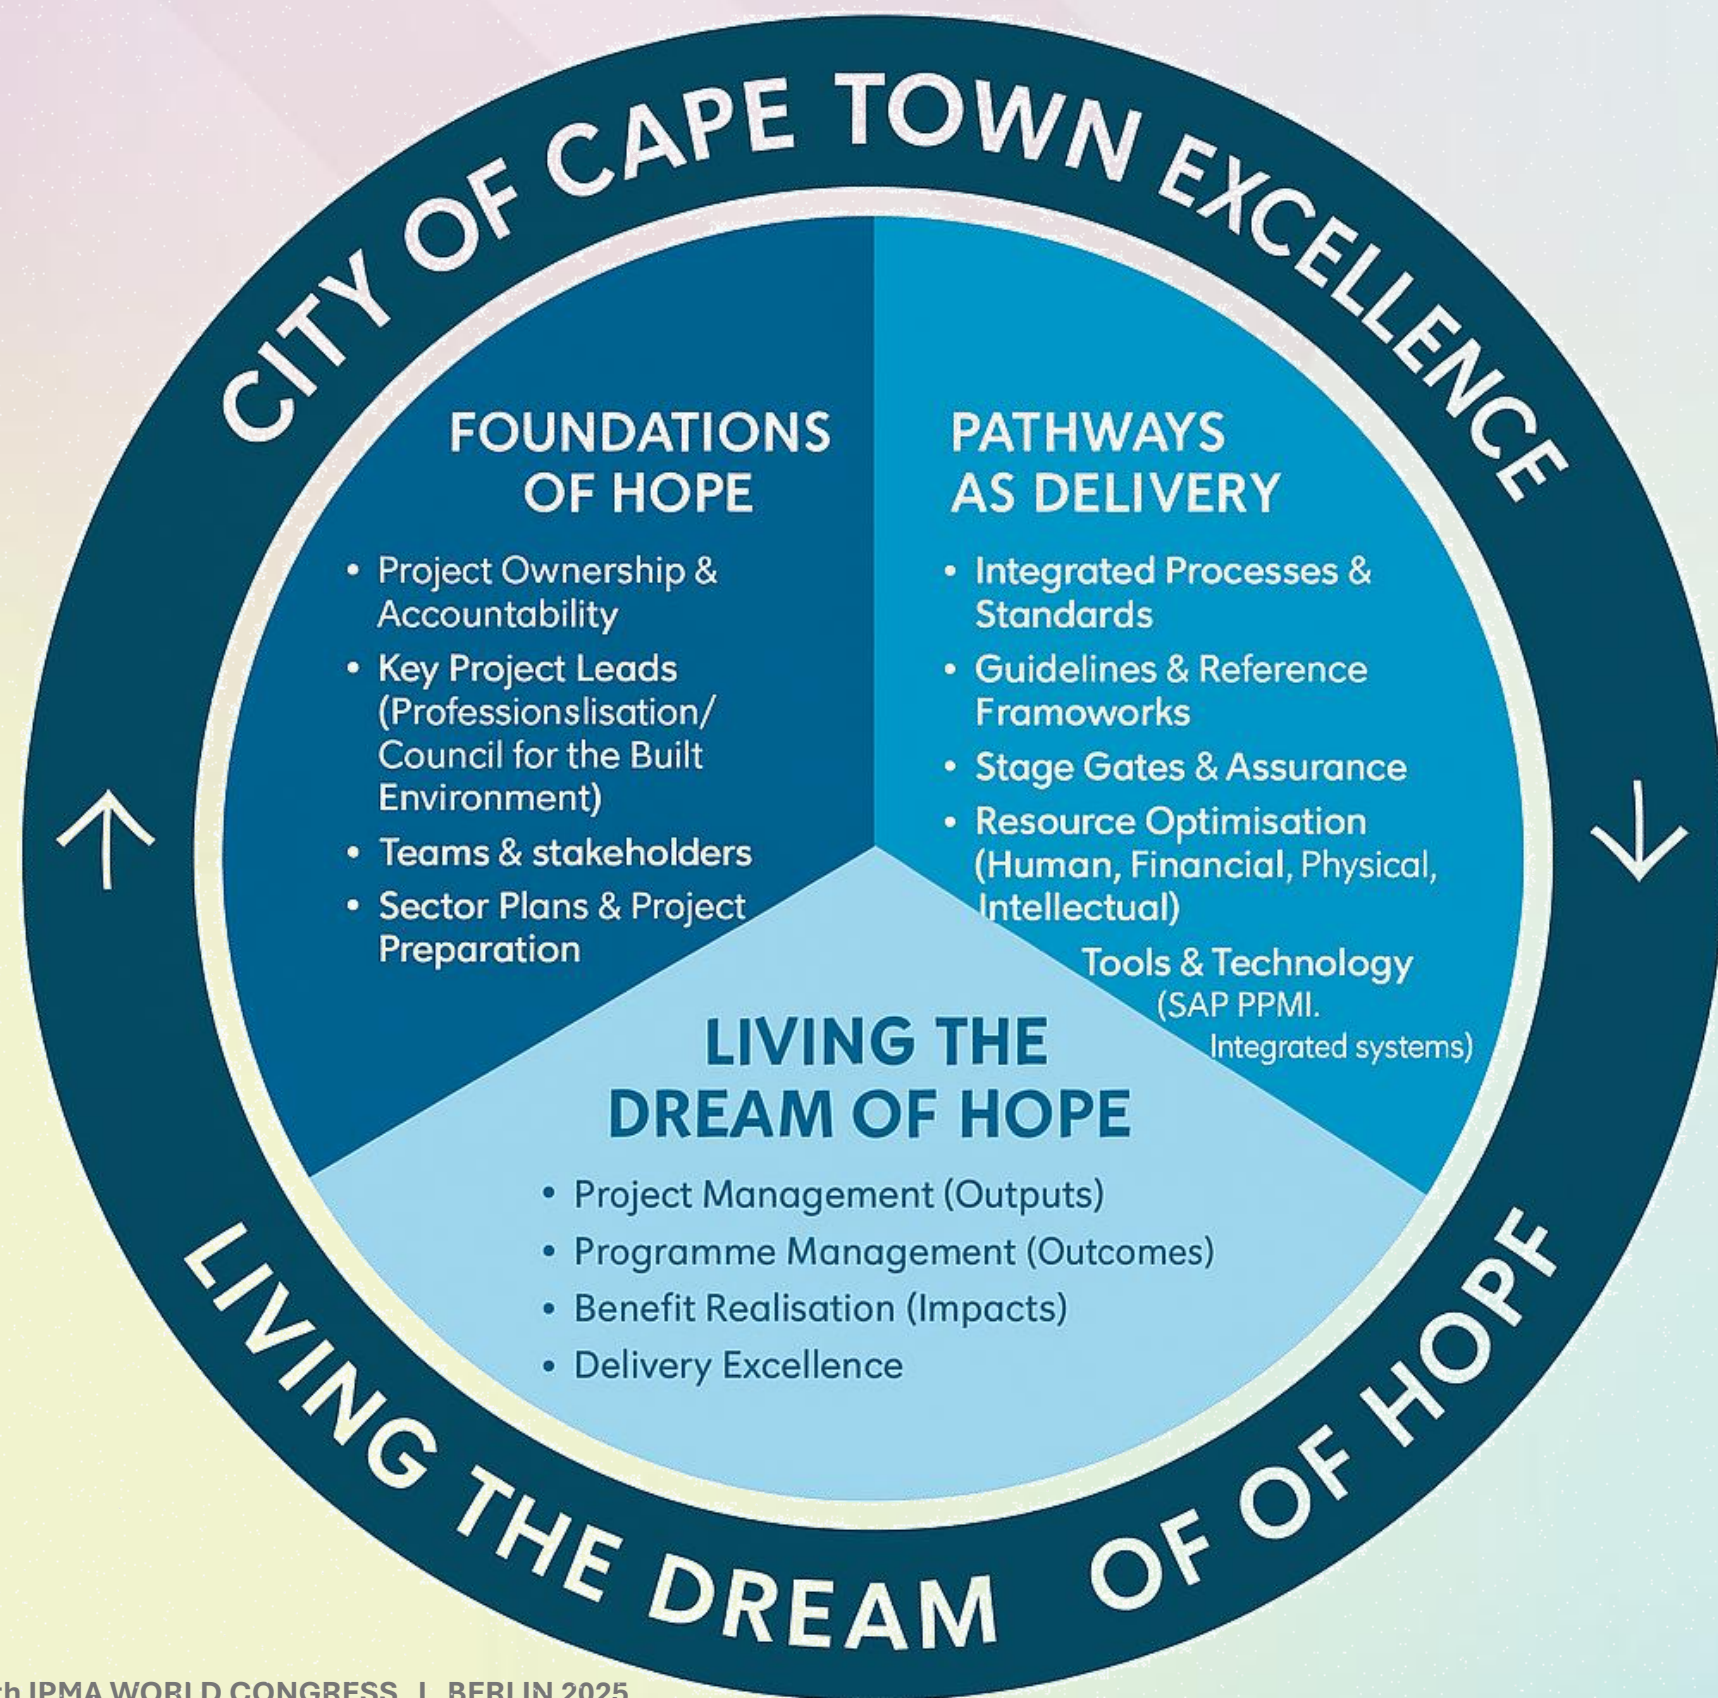 CITY OF CAPE TOWN EXCELLENCE
FOUNDATIONS
OF HOPE
• Project Ownership &
Accountability
• Key Project Leads
(Professionslisation/
Council for the Built
Environment)
• Teams & stakeholders
• Sector Plans & Project
Preparation
PATHWAYS
AS DELIVERY
• Integrated Processes &
Standards
• Guidelines & Reference
Framoworks
• Stage Gates & Assurance
• Resource Optimisation
(Human, Financial, Physical,
Intellectual)
Tools & Technology
(SAP PPMI.
Integrated systems)
LIVING THE
DREAM OF HOPE
• Project Management (Outputs)
• Programme Management (Outcomes)
• Benefit Realisation (Impacts)
• Delivery Excellence
LIVING THE DREAM OF OF HOPF
th IPMA WORLD CONGRESS | BERLIN 2025